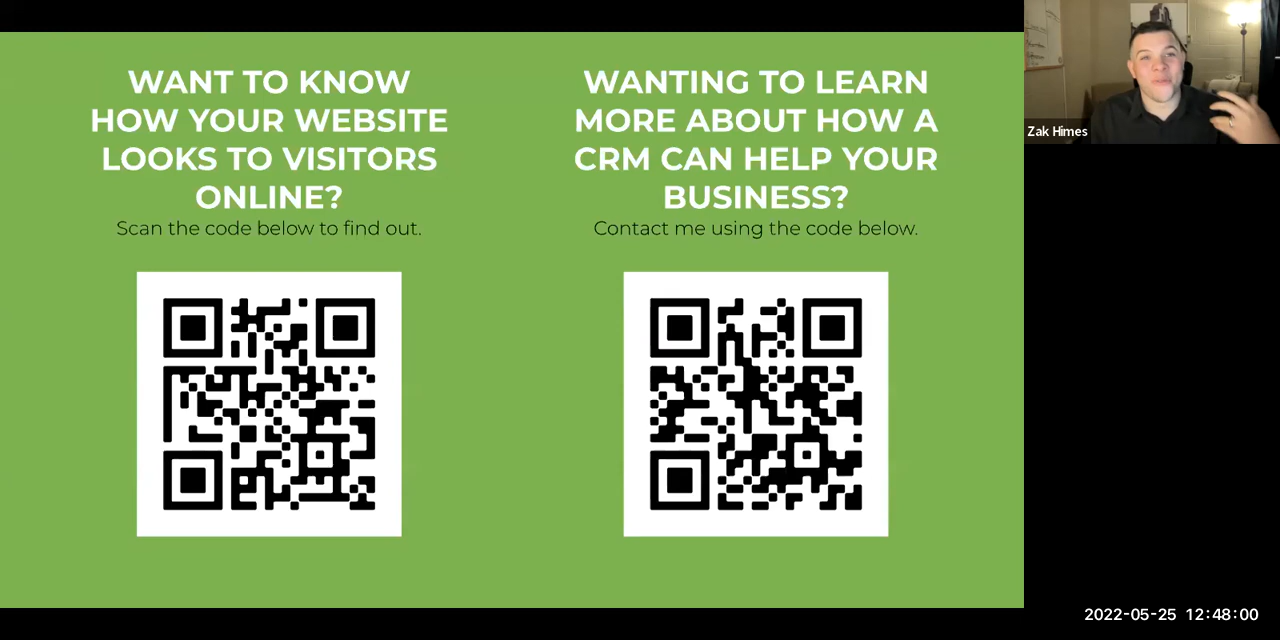 WANT TO KNOW
HOW YOUR WEBSITE
LOOKS TO VISITORS
ONLINE?
Scan the code below to find out.
WANTING TO LEARN
MORE ABOUT HOW A
CRM CAN HELP YOUR
BUSINESS?
Contact me using the code below.
Zak Himes
2022-05-25 12:48:00